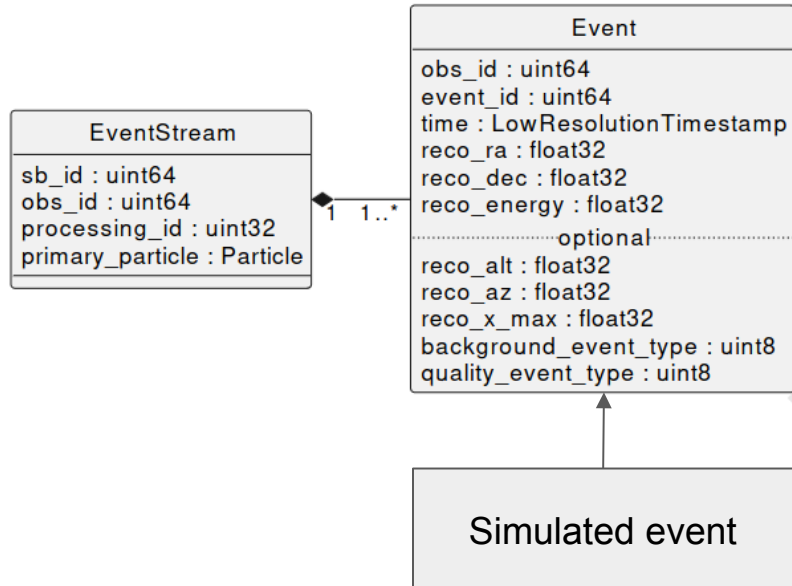 EventStream
sb_id : uint64
obs_id : uint64
processing_id : uint32
primary_particle : Particle
1 1..*
Event
obs_id : uint64
event_id : uint64
time : LowResolutionTimestamp
reco_ra : float32
reco_dec : float32
reco_energy : float32
optional
reco_alt : float32
reco_az : float32
reco_x_max : float32
background_event_type : uint8
quality_event_type : uint8
Simulated event